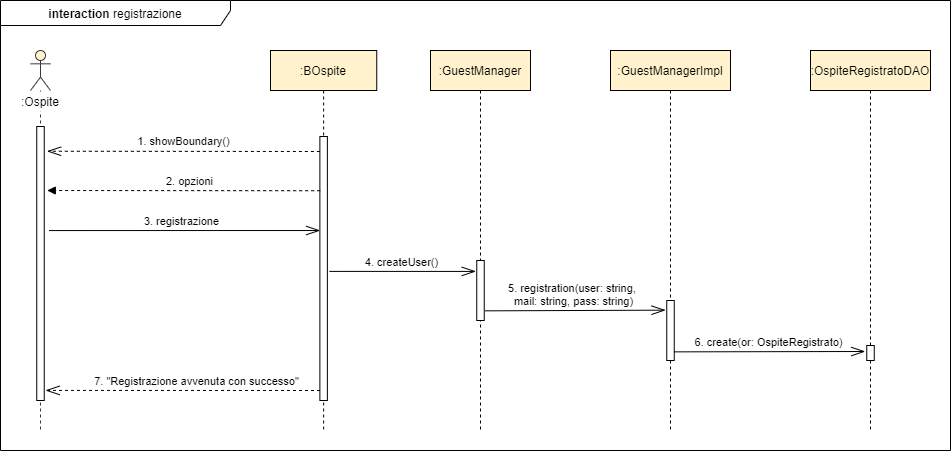 interaction registrazione
:Ospite
:BOspite
:GuestManager
:GuestManagerImpl
:OspiteRegistratoDAO
1. showBoundary()
2. opzioni
3. registrazione
4. createUser()
5. registration(user: string,
mail: string, pass: string)
6. create(or: OspiteRegistrato)
7. "Registrazione avvenuta con successo"